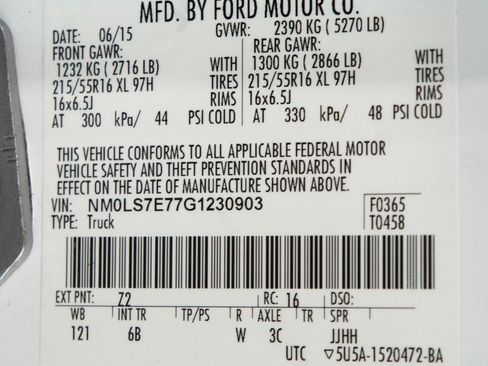 MFD. BY FORD MOTOR CO.
DATE: 06/15 GVWR: 2390 KG ( 5270 LB)
FRONT GAWR: REAR GAWR:
1232 KG ( 2716 LB) WITH 1300 KG ( 2866 LB) WITH
215/55R16 XL 97H TIRES 215/55R16 XL 97H TIRES
16x6.5J RIMS 16x6.5J RIMS
AT 300 kPa/ 44 PSI COLD AT 330 kPa/ 48 PSI COLD
THIS VEHICLE CONFORMS TO ALL APPLICABLE FEDERAL MOTOR
VEHICLE SAFETY AND THEFT PREVENTION STANDARDS IN
EFFECT ON THE DATE OF MANUFACTURE SHOWN ABOVE.
VIN: NM0LS7E77G1230903 F0365
TYPE: Truck T0458
EXT PNT: Z2 RC: 16 DSO:
WB INT TR TP/PS R AXLE TR SPR
121 6B W 3C JJHH
UTC ▽5U5A-1520472-BA